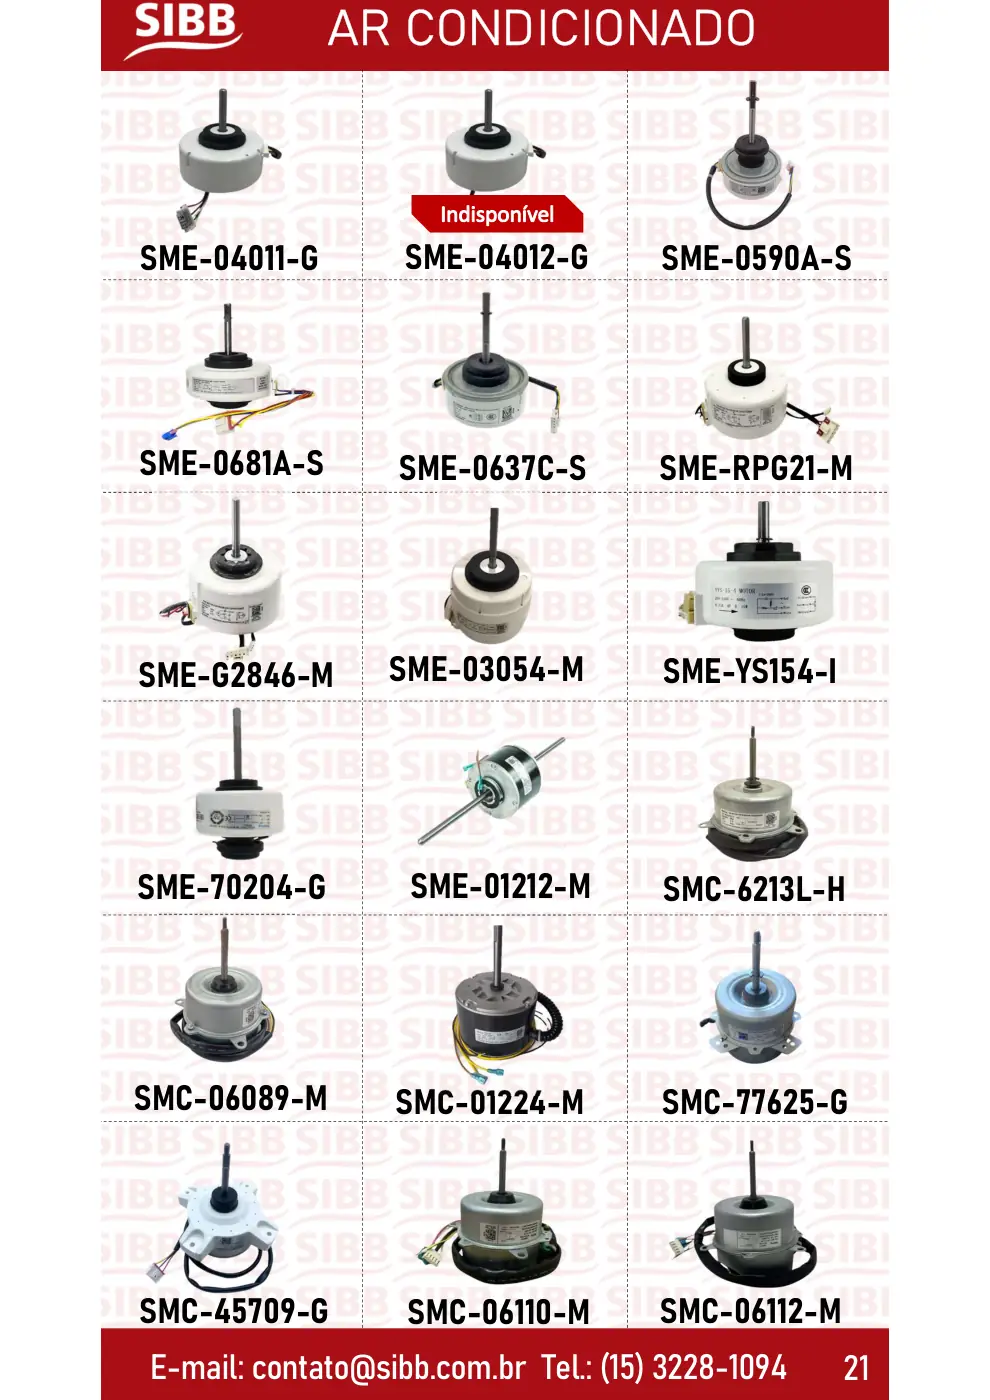 SIBB
AR CONDICIONADO
Indisponível
SME-04011-G
SME-04012-G
SME-0590A-S
SME-0681A-S
SME-0637C-S
SME-RPG21-M
SME-G2846-M
SME-03054-M
SME-YS154-I
SME-70204-G
SME-01212-M
SMC-6213L-H
SMC-06089-M
SMC-01224-M
SMC-77625-G
SMC-45709-G
SMC-06110-M
SMC-06112-M
E-mail: contato@sibb.com.br Tel.: (15) 3228-1094
21